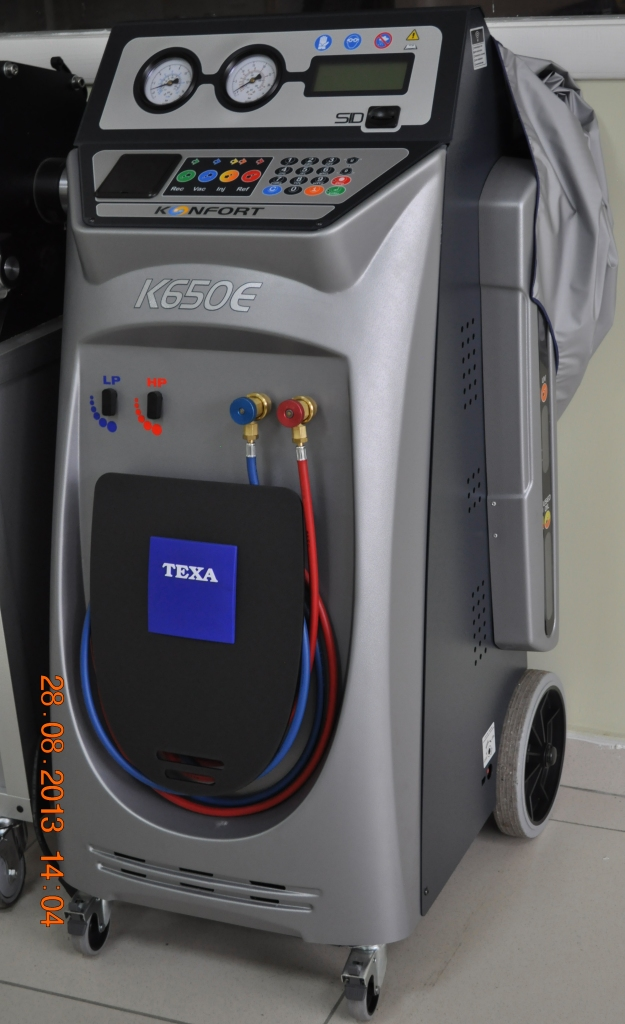 SD
Rec Vac Inj Ref
KONFORT
K650E
LP HP
TEXA
28·08·2013 14:04